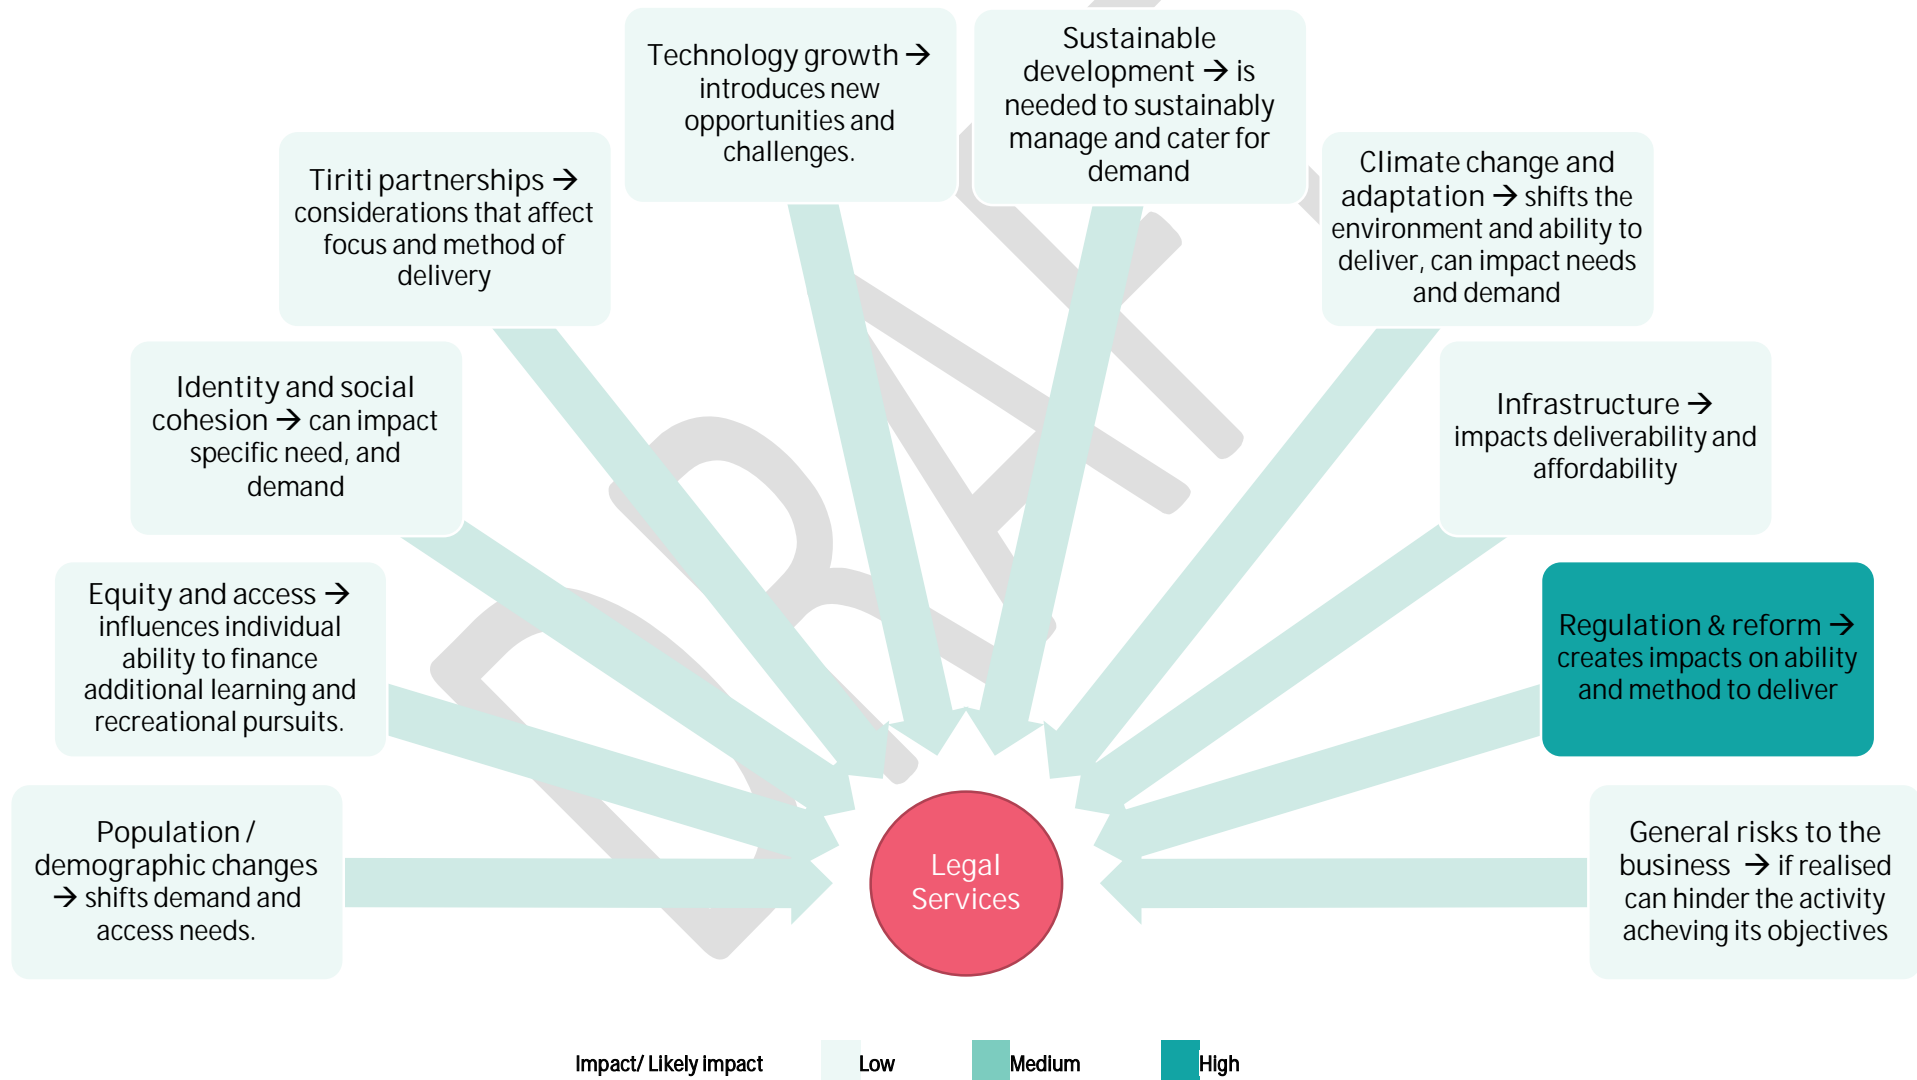 Technology growth →
introduces new
opportunities and
challenges.
Sustainable
development → is
needed to sustainably
manage and cater for
demand
Tiriti partnerships →
considerations that affect
focus and method of
delivery
Climate change and
adaptation → shifts the
environment and ability to
deliver, can impact needs
and demand
Identity and social
cohesion → can impact
specific need, and
demand
Infrastructure →
impacts deliverability and
affordability
Equity and access →
influences individual
ability to finance
additional learning and
recreational pursuits.
Regulation & reform →
creates impacts on ability
and method to deliver
Population /
demographic changes
→ shifts demand and
access needs.
Legal
Services
General risks to the
business → if realised
can hinder the activity
acheving its objectives
DRAFT
Impact/ Likely impact
Low
Medium
High